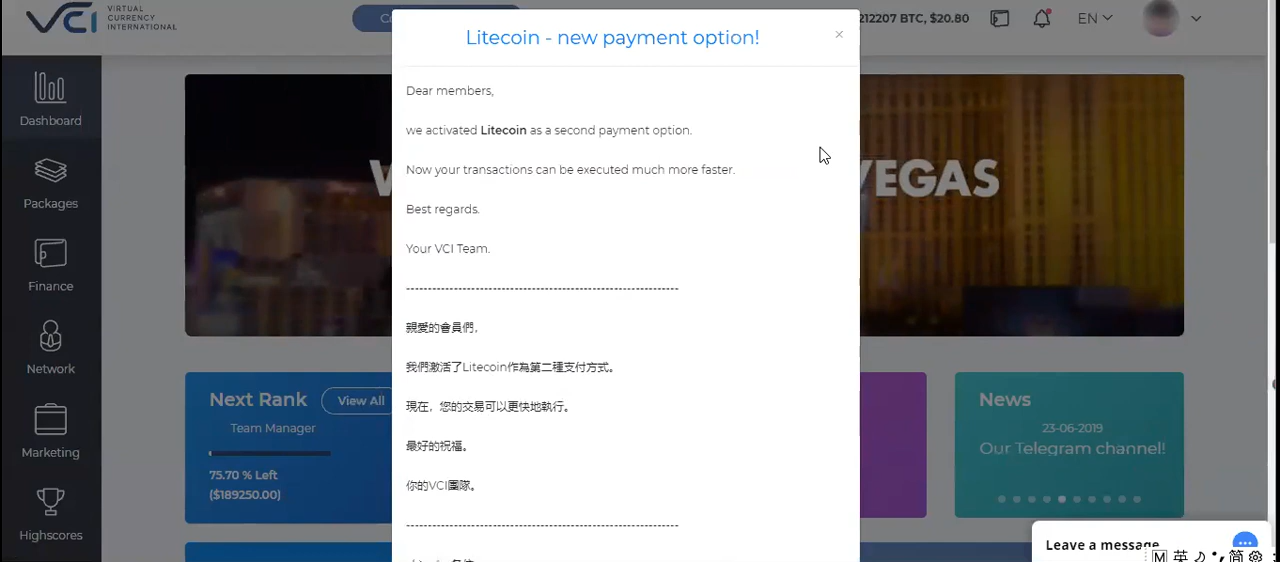 VCI VIRTUAL
CURRENCY
INTERNATIONAL
212207 BTC, $20.80
EN
Litecoin - new payment option!
×
Dear members,
we activated Litecoin as a second payment option.
Now your transactions can be executed much more faster.
Best regards.
Your VCI Team.
---------------------------------------------------------------
親愛的會員們，
我們激活了Litecoin作為第二種支付方式。
現在，您的交易可以更快地執行。
最好的祝福。
你的VCI團隊。
---------------------------------------------------------------
Dashboard
Packages
Finance
Network
Marketing
Highscores
VEGAS
Next Rank
View All
Team Manager
75.70 % Left
($189250.00)
News
23-06-2019
Our Telegram channel!
Leave a message
M 英 简